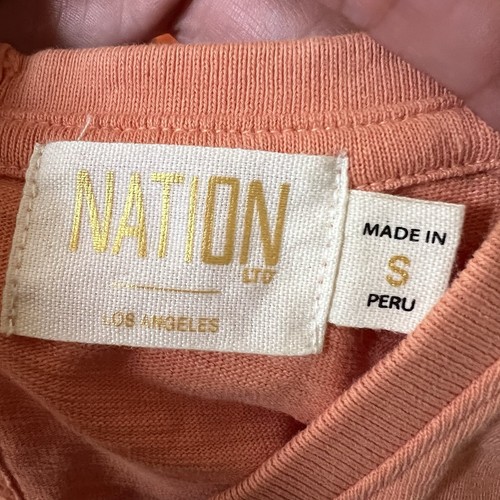 NATION
LTD
LOS ANGELES
MADE IN
S
PERU